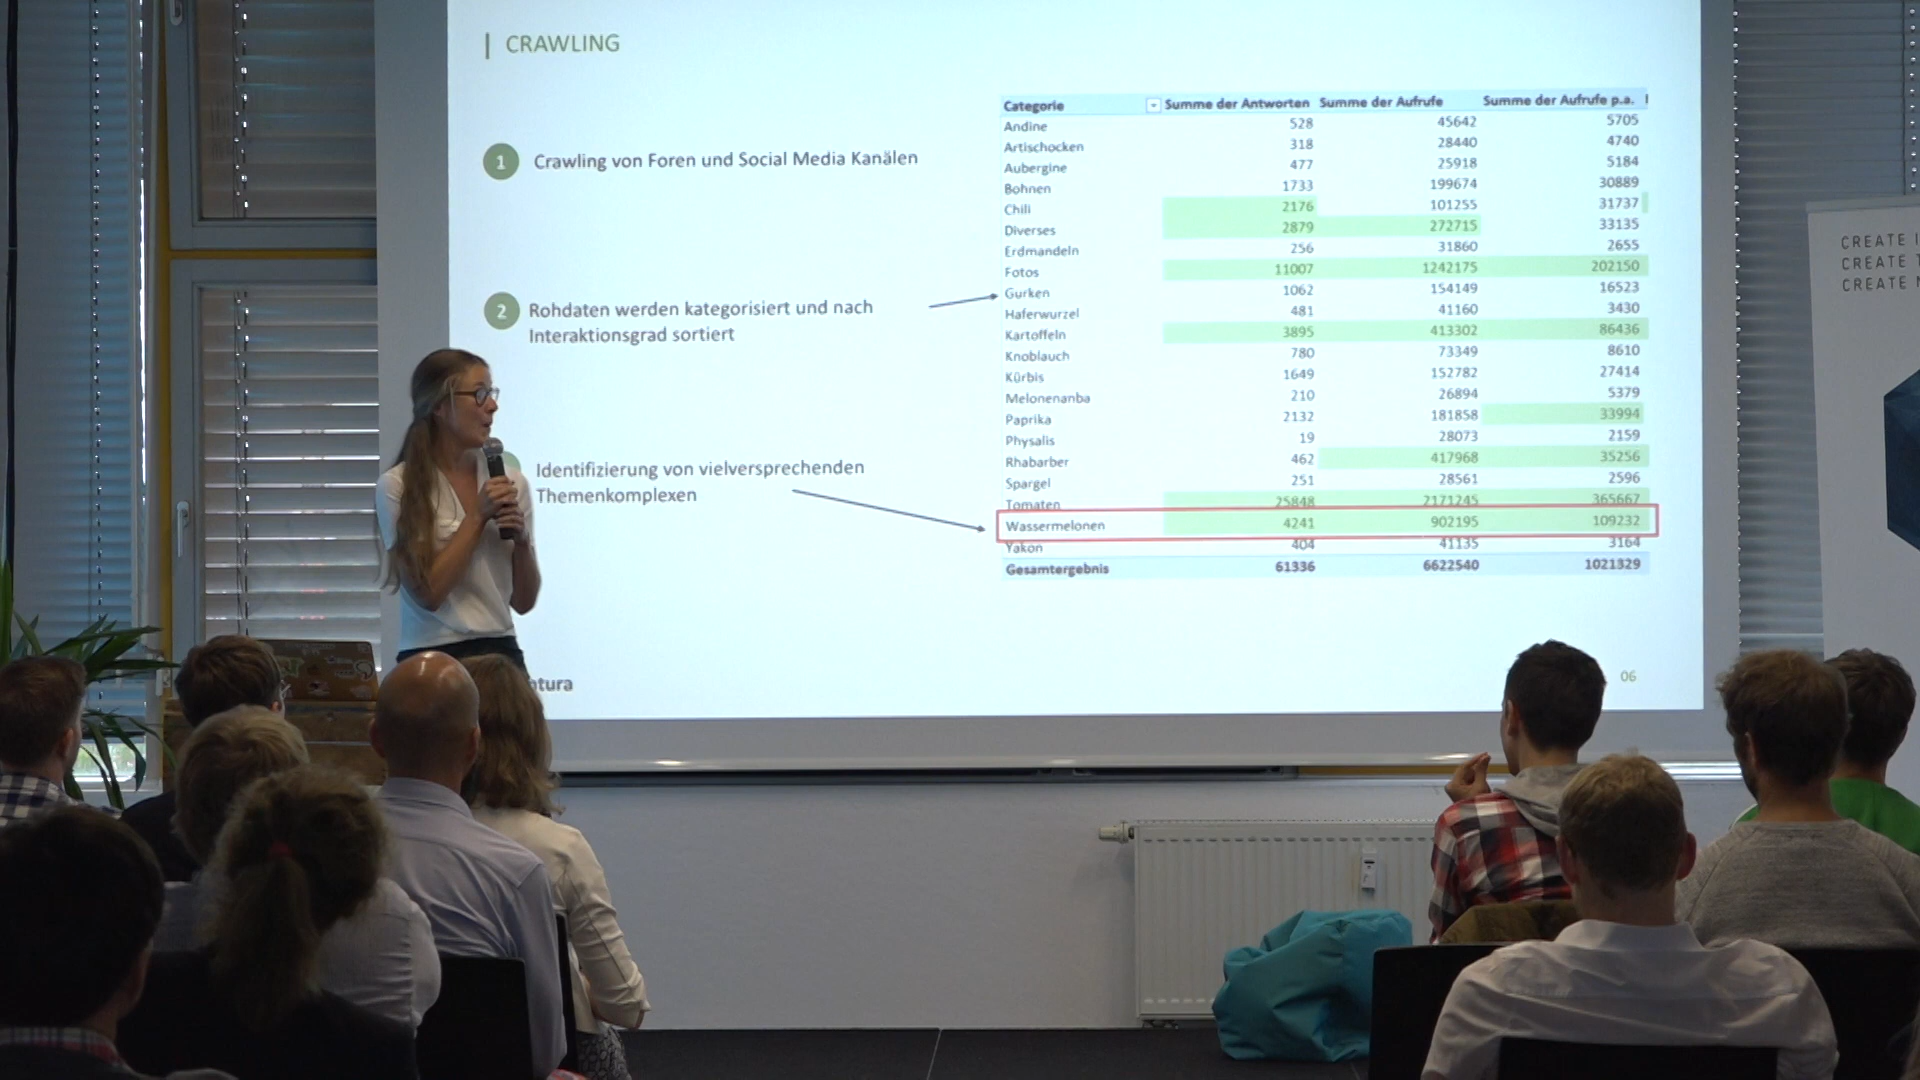 CRAWLING
1 Crawling von Foren und Social Media Kanälen
2 Rohdaten werden kategorisiert und nach
Interaktionsgrad sortiert
Identifizierung von vielversprechenden
Themenkomplexen
Categorie Summe der Antworten Summe der Aufrufe Summe der Aufrufe p.a.
Andine 528 45642 5705
Artischocken 318 28440 4740
Aubergine 477 25918 5184
Bohnen 1733 199674 30889
Chili 2176 101255 31737
Diverses 2879 272715 33135
Erdmandeln 256 31860 2655
Fotos 11007 1242175 202150
Gurken 1062 154149 16523
Haferwurzel 481 41160 3430
Kartoffeln 3895 413302 86436
Knoblauch 780 73349 8610
Kürbis 1649 152782 27414
Melonenanba 210 26894 5379
Paprika 2132 181858 33994
Physalis 19 28073 2159
Rhabarber 462 417968 35256
Spargel 251 28561 2596
Tomaten 25848 2171245 365667
Wassermelonen 4241 902195 109232
Yakon 404 41135 3164
Gesamtergebnis 61336 6622540 1021329
06
CREATE
CREATE
CREATE